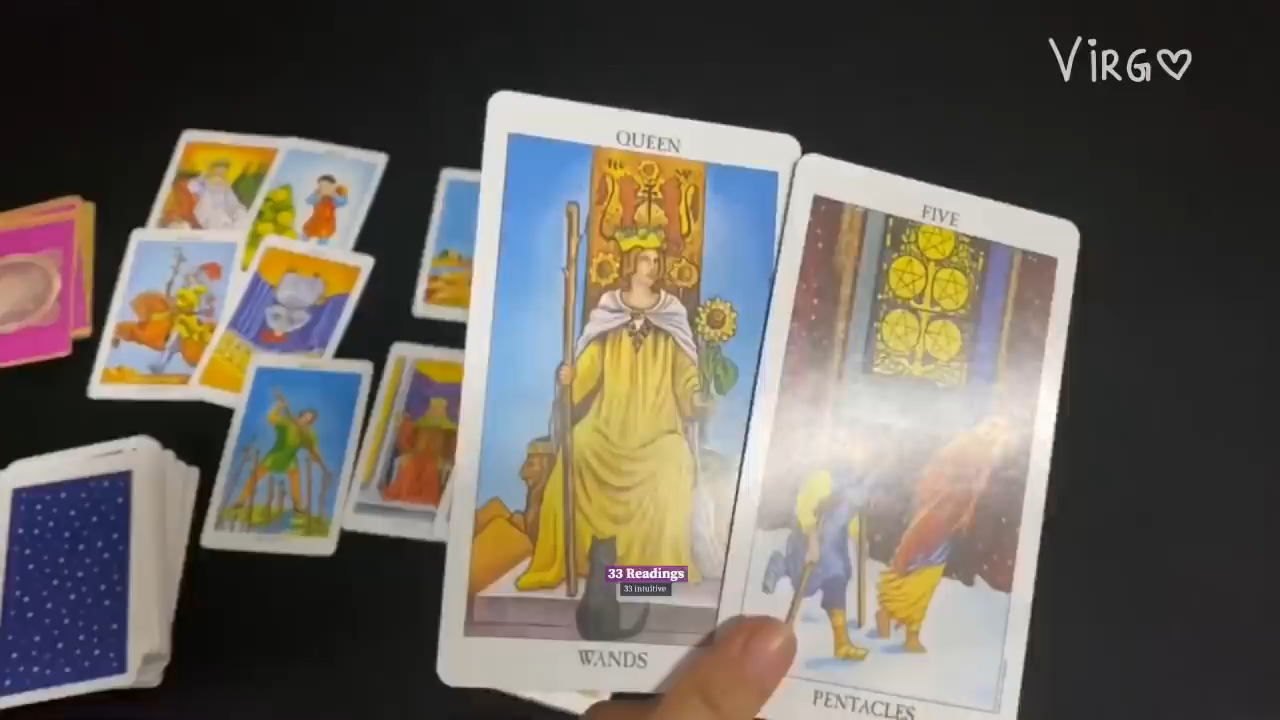 VIRGO
QUEEN
FIVE
33 Readings
33 intuitive
WANDS
PENTACLES